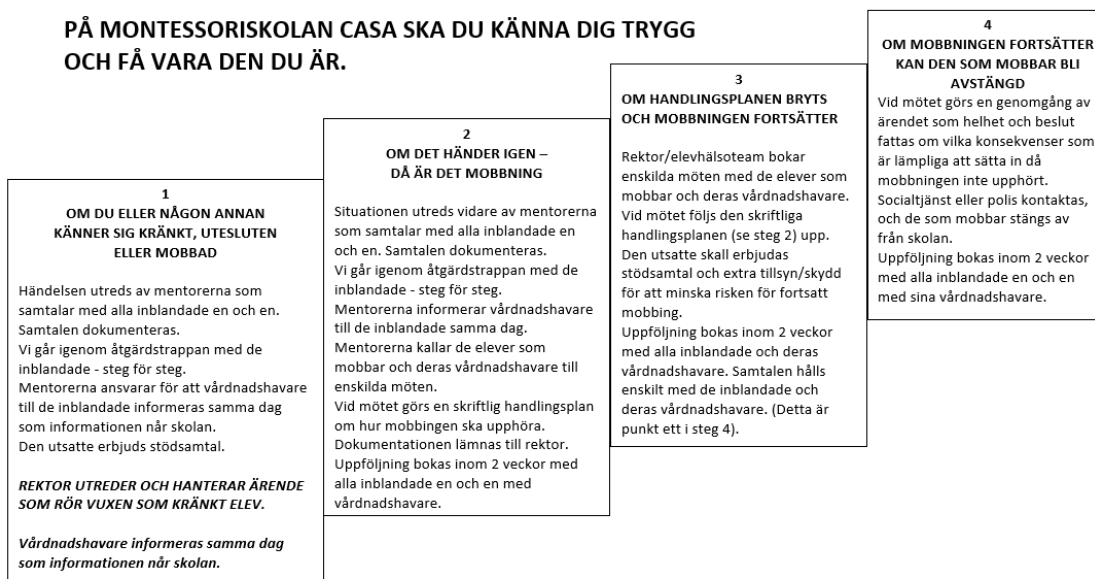 PÅ MONTESSORISKOLAN CASA SKA DU KÄNNA DIG TRYGG
OCH FÅ VARA DEN DU ÄR.
1
OM DU ELLER NÅGON ANNAN
KÄNNER SIG KRÄNKT, UTESLUTEN
ELLER MOBBAD
Händelsen utreds av mentorerna som
samtalar med alla inblandade en och en.
Samtalen dokumenteras.
Vi går igenom åtgärdstrappan med de
inblandade - steg för steg.
Mentorerna ansvarar för att vårdnadshavare
till de inblandade informeras samma dag
som informationen når skolan.
Den utsatte erbjuds stödsamtal.
REKTOR UTREDER OCH HANTERAR ÄRENDE
SOM RÖR VUXEN SOM KRÄNKT ELEV.
Vårdnadshavare informeras samma dag
som informationen når skolan.
2
OM DET HÄNDER IGEN –
DÅ ÄR DET MOBBNING
Situationen utreds vidare av mentorerna
som samtalar med alla inblandade en
och en. Samtalen dokumenteras.
Vi går igenom åtgärdstrappan med de
inblandade - steg för steg.
Mentorerna informerar vårdnadshavare
till de inblandade samma dag.
Mentorerna kallar de elever som
mobbar och deras vårdnadshavare till
enskilda möten.
Vid mötet görs en skriftlig handlingsplan
om hur mobbingen ska upphöra.
Dokumentationen lämnas till rektor.
Uppföljning bokas inom 2 veckor med
alla inblandade en och en med
vårdnadshavare.
3
OM HANDLINGSPLANEN BRYTS
OCH MOBBNINGEN FORTSÄTTER
Rektor/elevhälsoteam bokar
enskilda möten med de elever som
mobbar och deras vårdnadshavare.
Vid mötet följs den skriftliga
handlingsplanen (se steg 2) upp.
Den utsatte skall erbjudas
stödsamtal och extra tillsyn/skydd
för att minska risken för fortsatt
mobbing.
Uppföljning bokas inom 2 veckor
med alla inblandade och deras
vårdnadshavare. Samtalen hålls
enskilt med de inblandade och
deras vårdnadshavare. (Detta är
punkt ett i steg 4).
4
OM MOBBNINGEN FORTSÄTTER
KAN DEN SOM MOBBAR BLI
AVSTÄNGD
Vid mötet görs en genomgång av
ärendet som helhet och beslut
fattas om vilka konsekvenser som
är lämpliga att sätta in då
mobbningen inte upphört.
Socialtjänst eller polis kontaktas,
och de som mobbar stängs av
från skolan.
Uppföljning bokas inom 2 veckor
med alla inblandade en och en
med sina vårdnadshavare.